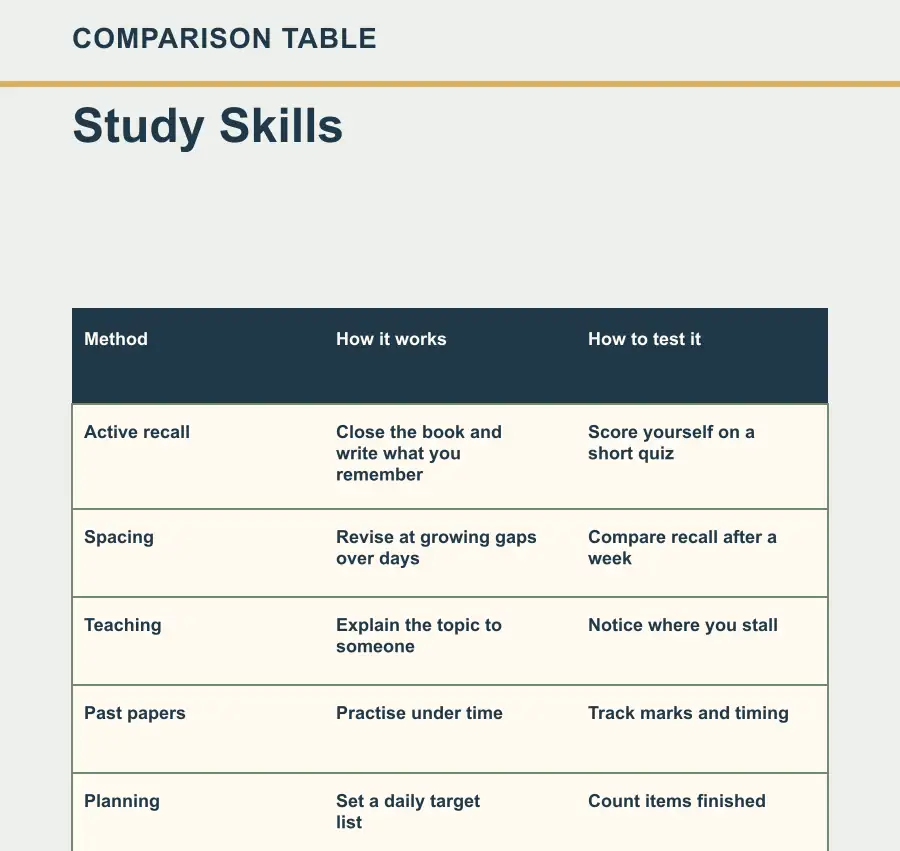 COMPARISON TABLE
Study Skills
Method How it works How to test it
Active recall Close the book and Score yourself on a
write what you short quiz
remember
Spacing Revise at growing gaps Compare recall after a
over days week
Teaching Explain the topic to Notice where you stall
someone
Past papers Practise under time Track marks and timing
Planning Set a daily target Count items finished
list